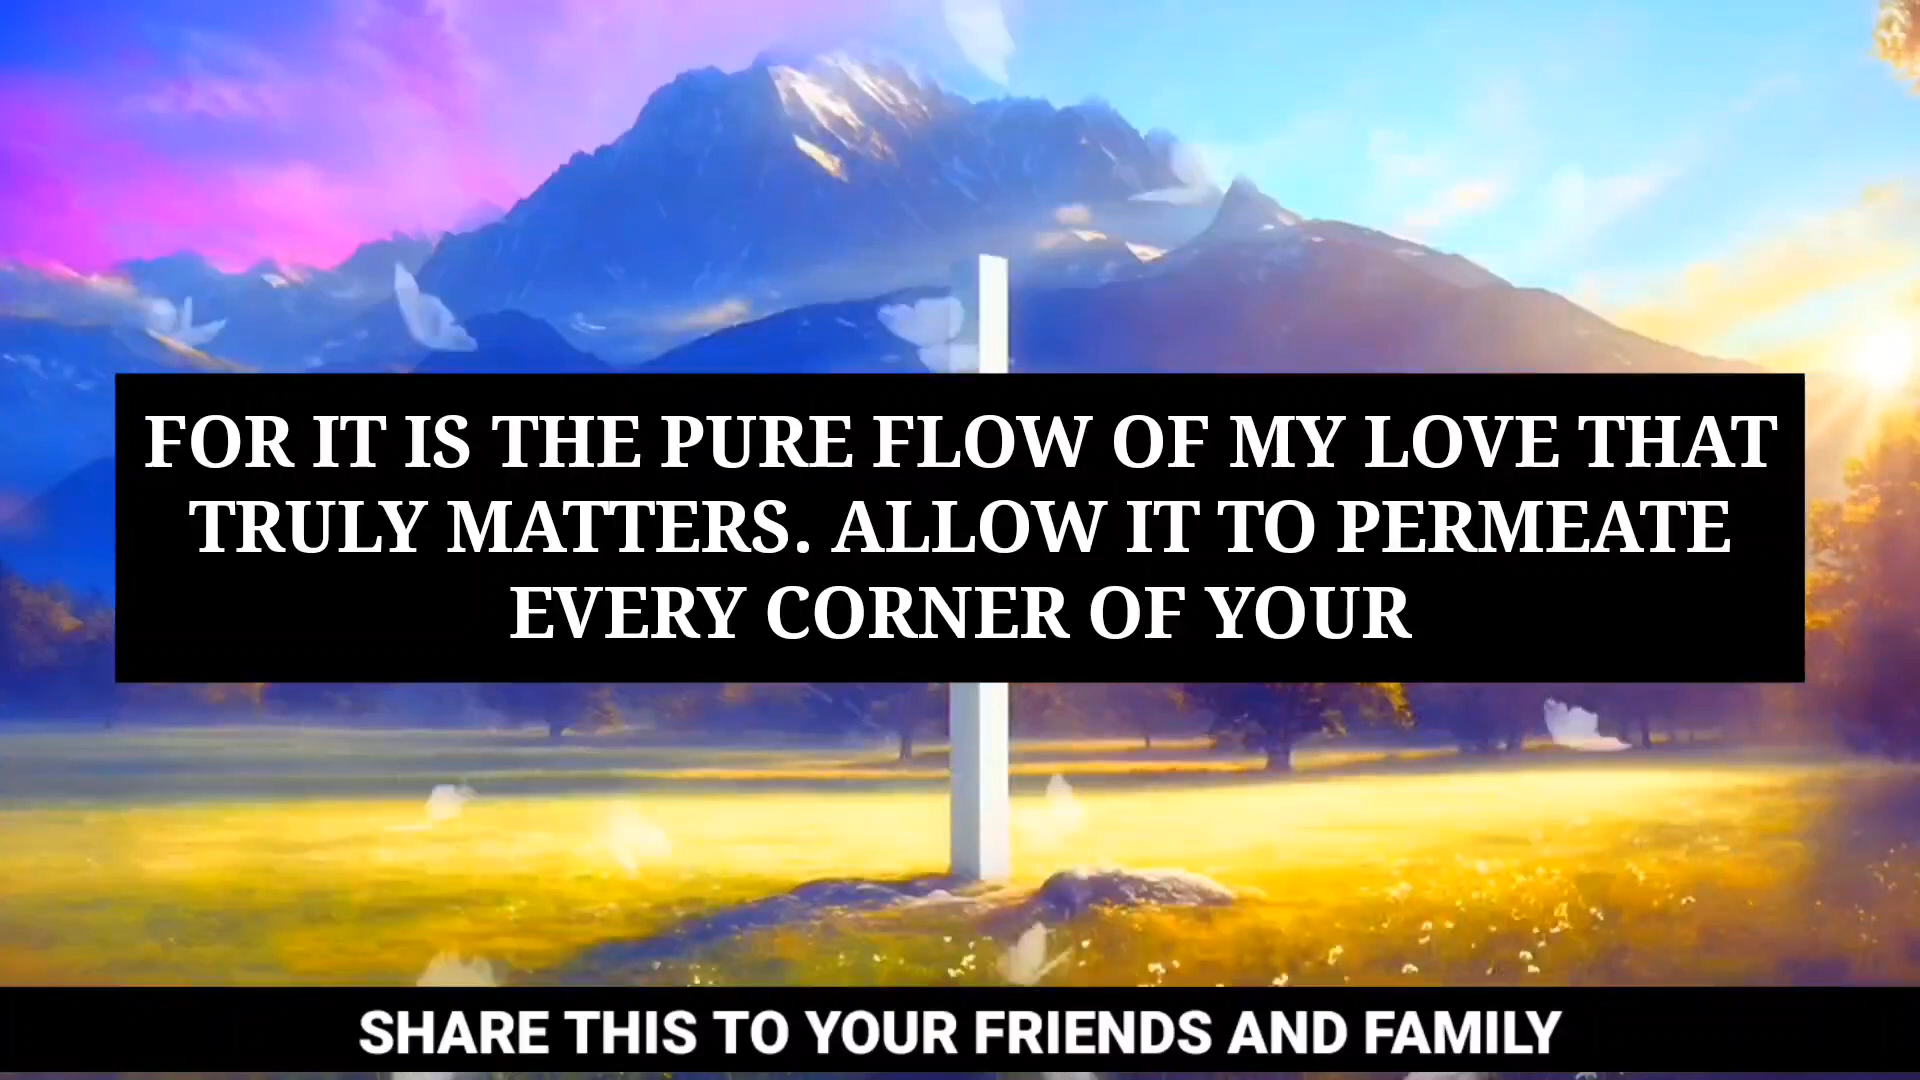 FOR IT IS THE PURE FLOW OF MY LOVE THAT
TRULY MATTERS. ALLOW IT TO PERMEATE
EVERY CORNER OF YOUR
SHARE THIS TO YOUR FRIENDS AND FAMILY